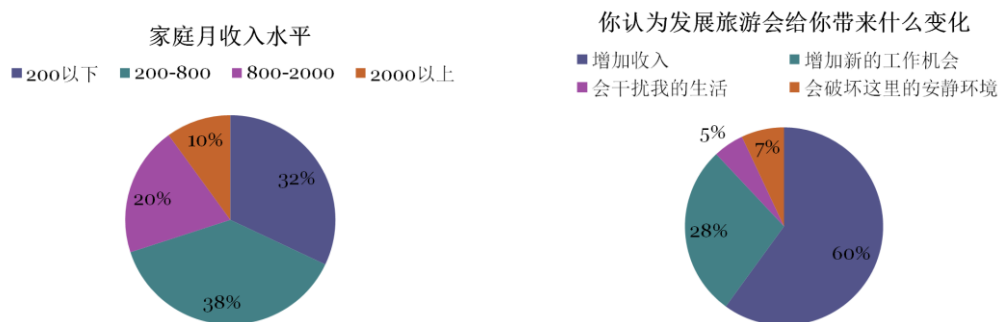 家庭月收入水平
200以下 200-800 800-2000 2000以上
10%
32%
20%
38%
你认为发展旅游会给你带来什么变化
增加收入 增加新的工作机会
会干扰我的生活 会破坏这里的安静环境
5%
7%
28%
60%